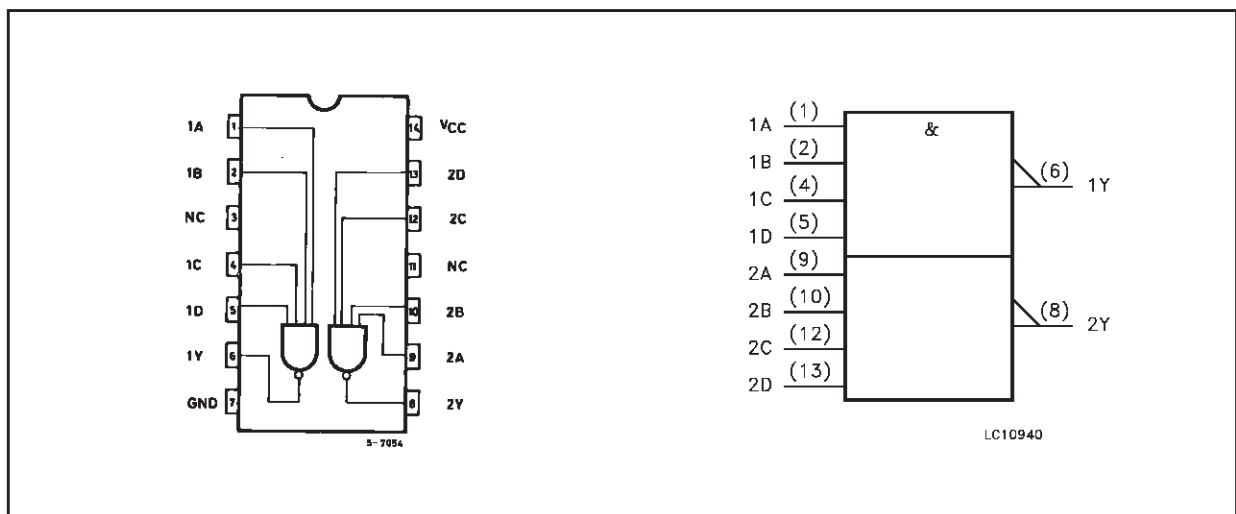 1A 1 14 VCC
1B 2 13 2D
NC 3 12 2C
1C 4 11 NC
1D 5 10 2B
1Y 6 9 2A
GND 7 8 2Y
5-7054
&
1A (1)
1B (2)
1C (4)
1D (5)
2A (9)
2B (10)
2C (12)
2D (13)
(6) 1Y
(8) 2Y
LC10940